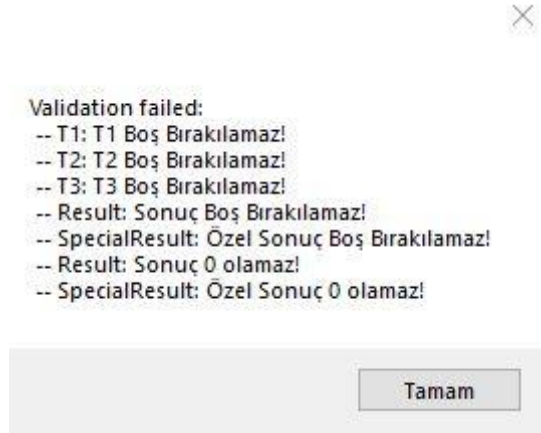 Validation failed:
-- T1: T1 Boş Bırakılamaz!
-- T2: T2 Boş Bırakılamaz!
-- T3: T3 Boş Bırakılamaz!
-- Result: Sonuç Boş Bırakılamaz!
-- SpecialResult: Özel Sonuç Boş Bırakılamaz!
-- Result: Sonuç 0 olamaz!
-- SpecialResult: Özel Sonuç 0 olamaz!
Tamam